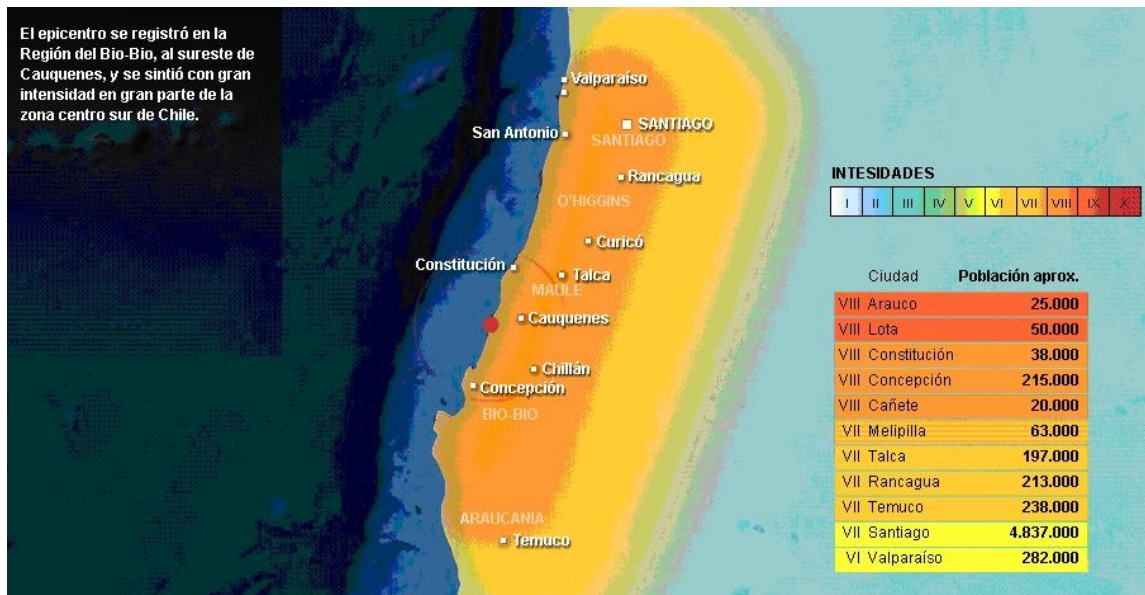 El epicentro se registró en la
Región del Bio-Bio, al sureste de
Cauquenes, y se sintió con gran
intensidad en gran parte de la
zona centro sur de Chile.
Valparaíso
SANTIAGO
San Antonio
SANTIAGO
Rancagua
O'HIGGINS
Curicó
Constitución
Talca
MAULE
Cauquenes
Chillán
Concepción
BIO-BIO
ARAUCANIA
Temuco
INTESIDADES
I II III IV V VI VII VIII IX X
Ciudad Población aprox.
VIII Arauco 25.000
VIII Lota 50.000
VIII Constitución 38.000
VIII Concepción 215.000
VIII Cañete 20.000
VII Melipilla 63.000
VII Talca 197.000
VII Rancagua 213.000
VII Temuco 238.000
VII Santiago 4.837.000
VI Valparaíso 282.000